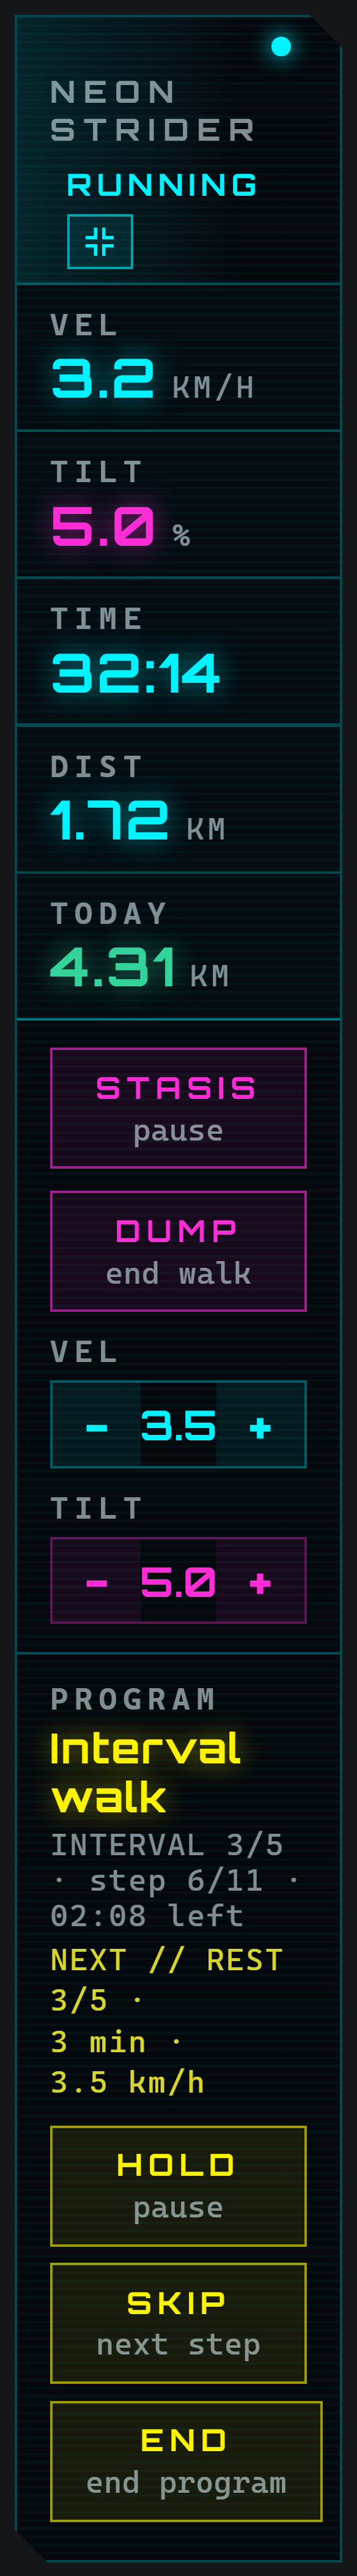 NEON
STRIDER
RUNNING
VEL
3.2 KM/H
TILT
5.0 %
TIME
32:14
DIST
1.72 KM
TODAY
4.31 KM
STASIS
pause
DUMP
end walk
VEL
- 3.5 +
TILT
- 5.0 +
PROGRAM
Interval
walk
INTERVAL 3/5
· step 6/11 ·
02:08 left
NEXT // REST
3/5 ·
3 min ·
3.5 km/h
HOLD
pause
SKIP
next step
END
end program